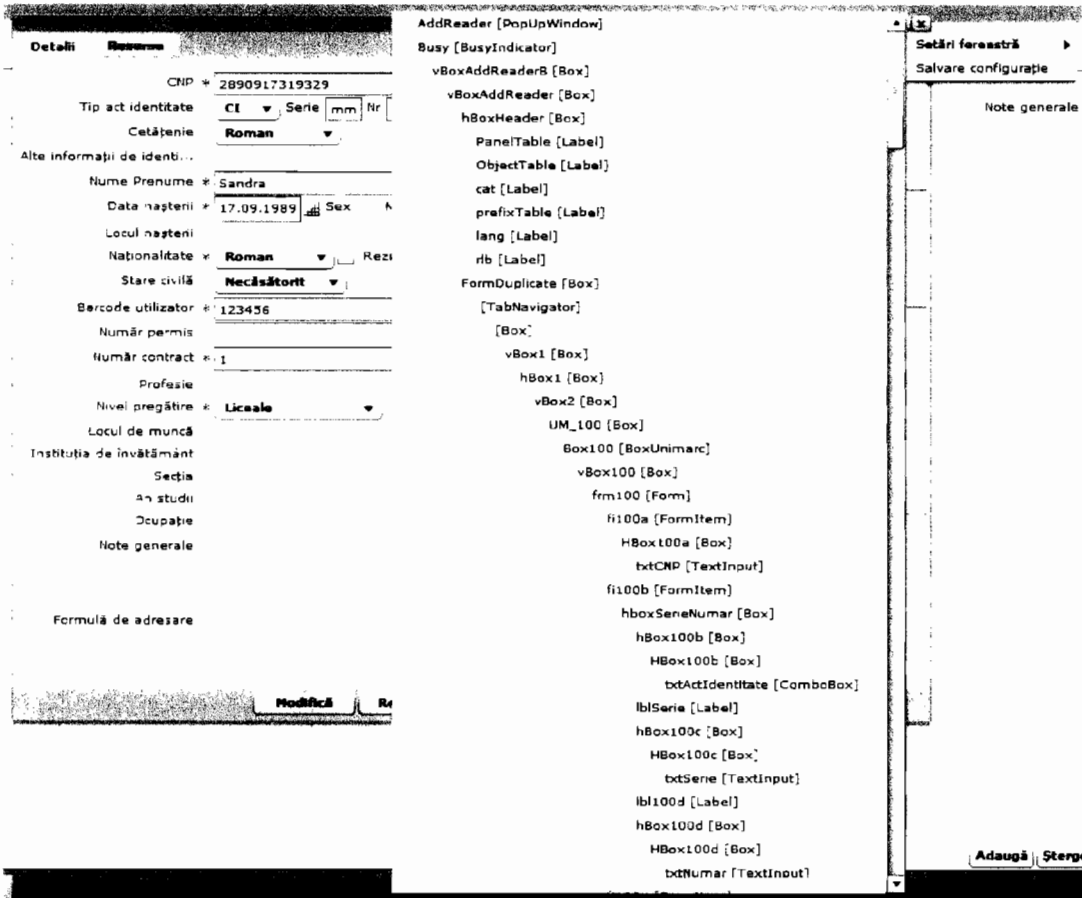 Detalii Rezerve
CNP * 2890917319329
Tip act identitate CI Serie mm Nr
Cetățenie Roman
Alte informații de identi...
Nume Prenume * Sandra
Data nașterii * 17.09.1989 Sex
Locul nașterii
Naționalitate * Roman Rezi
Stare civilă Necăsătorit
Barcode utilizator * 123456
Număr permis
Număr contract * 1
Profesie
Nivel pregătire * Liceale
Locul de muncă
Instituția de învățământ
Secția
An studii
Ocupație
Note generale
Formulă de adresare
Modifică Re
AddReader [PopUpWindow]
Busy [BusyIndicator]
vBoxAddReaderB [Box]
vBoxAddReader [Box]
hBoxHeader [Box]
PanelTable [Label]
ObjectTable [Label]
cat [Label]
prefixTable [Label]
lang [Label]
rlb [Label]
FormDuplicate [Box]
[TabNavigator]
[Box]
vBox1 [Box]
hBox1 [Box]
vBox2 [Box]
UM_100 [Box]
Box100 [BoxUnimarc]
vBox100 [Box]
frm100 [Form]
fi100a [FormItem]
HBox100a [Box]
txtCNP [TextInput]
fi100b [FormItem]
hboxSerieNumar [Box]
hBox100b [Box]
HBox100b [Box]
txtActIdentitate [ComboBox]
lblSerie [Label]
hBox100c [Box]
HBox100c [Box]
txtSerie [TextInput]
lbl100d [Label]
hBox100d [Box]
HBox100d [Box]
txtNumar [TextInput]
Setări fereastră
Salvare configurație
Note generale
Adaugă Șterge